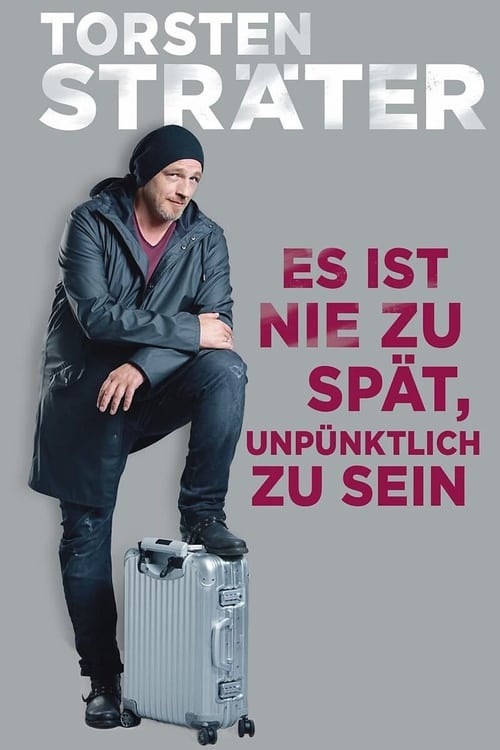 TORSTEN
STRÄTER
ES IST
NIE ZU
SPÄT,
UNPÜNKTLICH
ZU SEIN